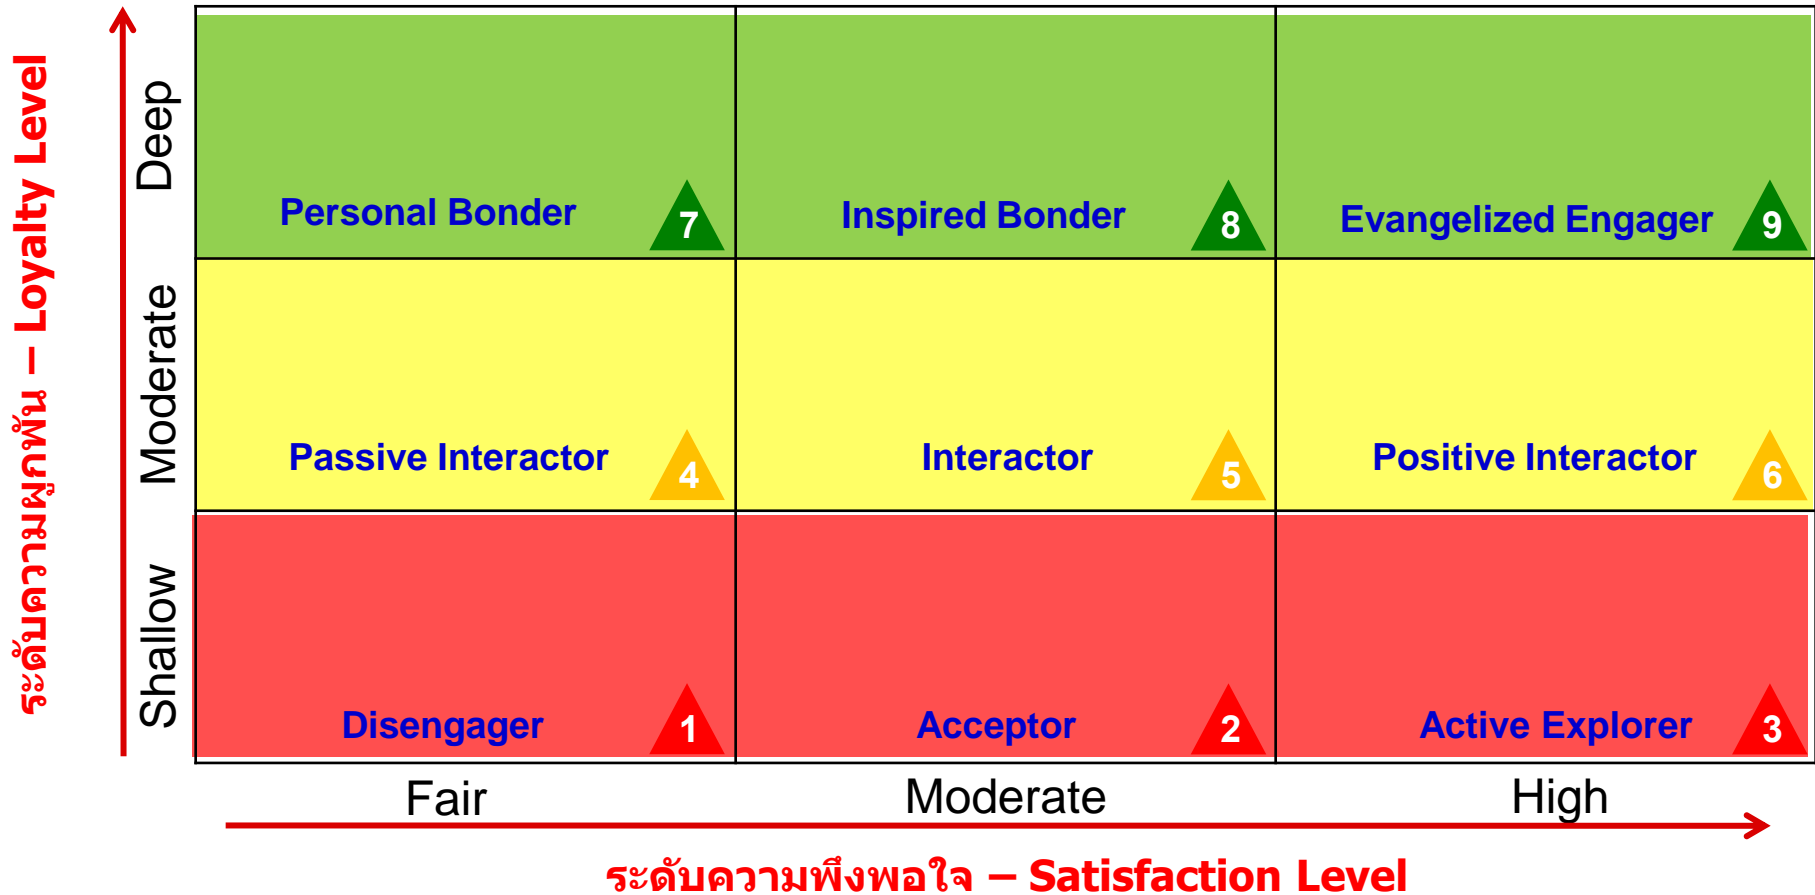 ระดับความผูกพัน – Loyalty Level
Deep
Personal Bonder
7
Inspired Bonder
8
Evangelized Engager
9
Moderate
Passive Interactor
4
Interactor
5
Positive Interactor
6
Shallow
Disengager
1
Acceptor
2
Active Explorer
3
Fair
Moderate
High
ระดับความพึงพอใจ – Satisfaction Level